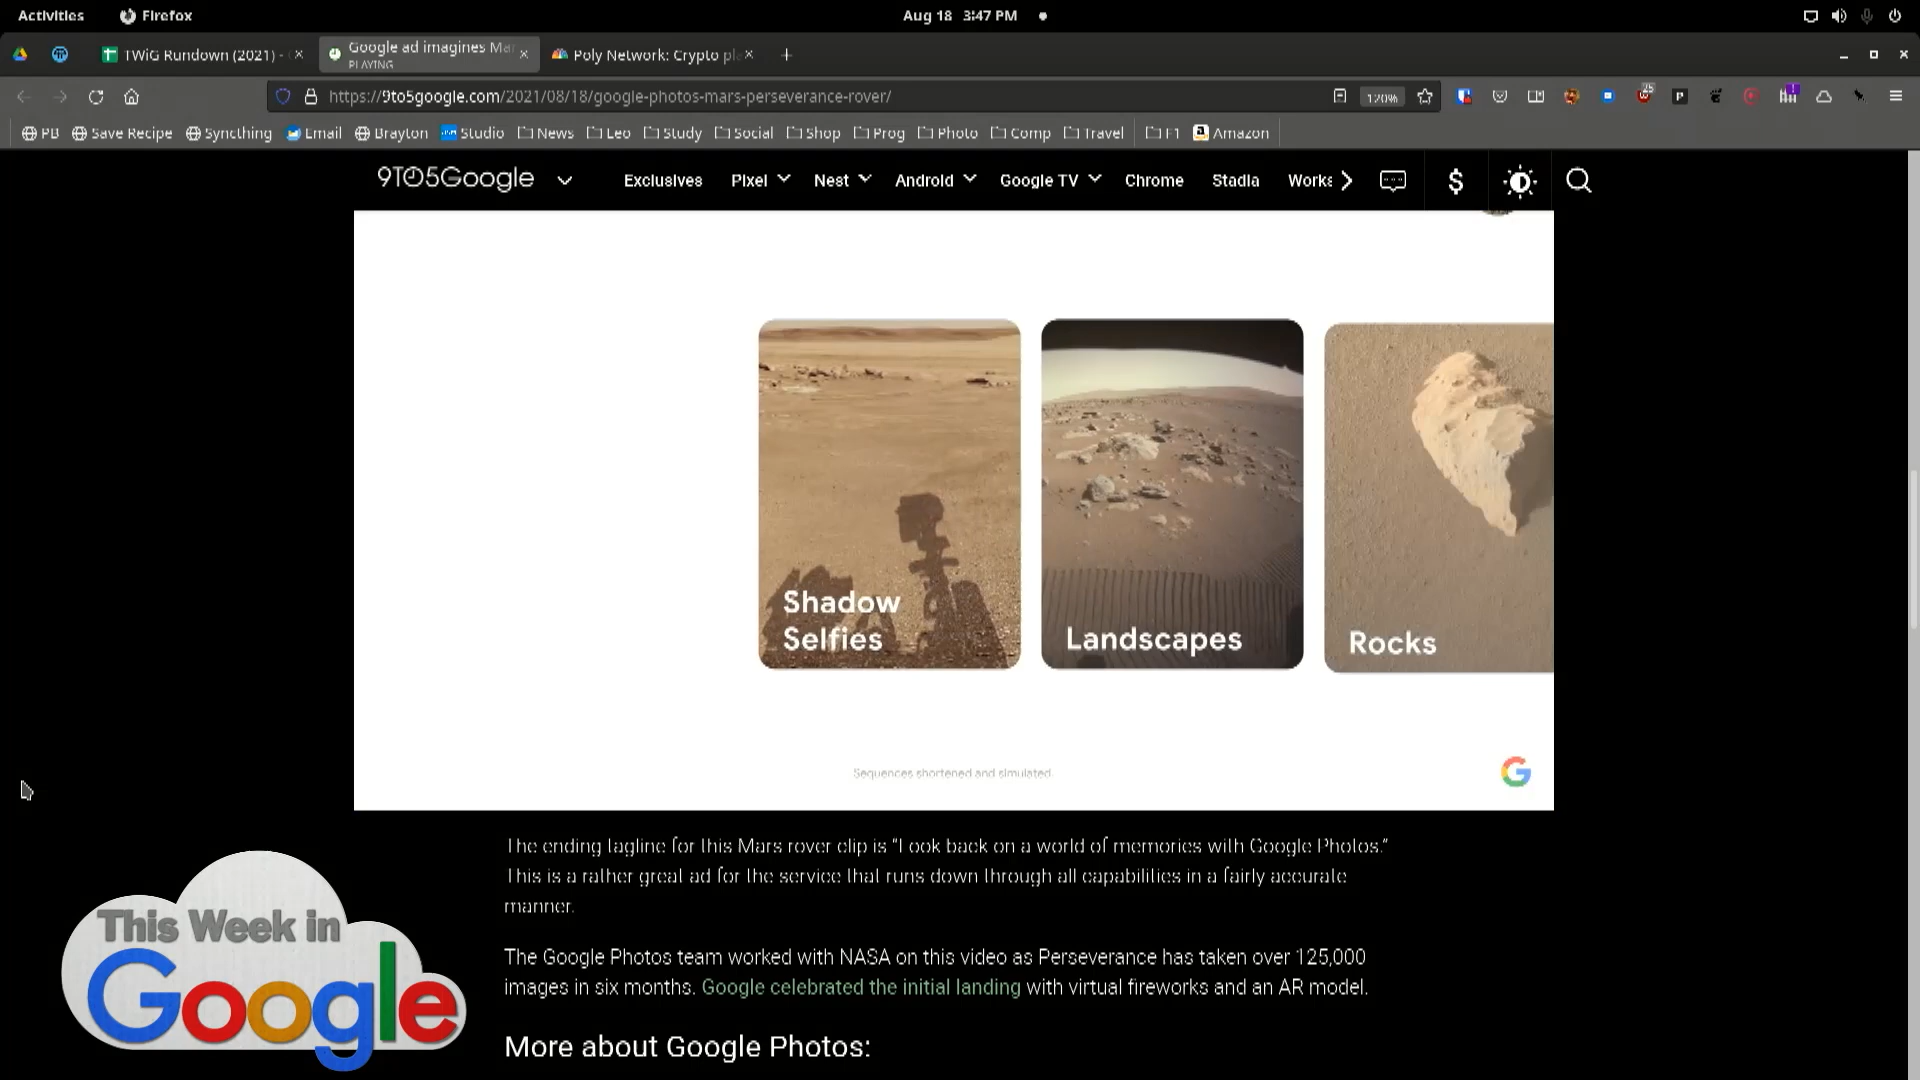 Activities Firefox Aug 18 3:47 PM
TWiG Rundown (2021) - Google ad imagines Mar Poly Network: Crypto pla
PLAYING
https://9to5google.com/2021/08/18/google-photos-mars-perseverance-rover/ 120% 25
PB Save Recipe Syncthing Email Brayton Studio News Leo Study Social Shop Prog Photo Comp Travel F1 Amazon
9TO5Google Exclusives Pixel Nest Android Google TV Chrome Stadia Works $
Shadow
Selfies
Landscapes
Rocks
Sequences shortened and simulated.
G
The ending tagline for this Mars rover clip is "Look back on a world of memories with Google Photos."
This is a rather great ad for the service that runs down through all capabilities in a fairly accurate
manner.
The Google Photos team worked with NASA on this video as Perseverance has taken over 125,000
images in six months. Google celebrated the initial landing with virtual fireworks and an AR model.
More about Google Photos:
This Week in
Google